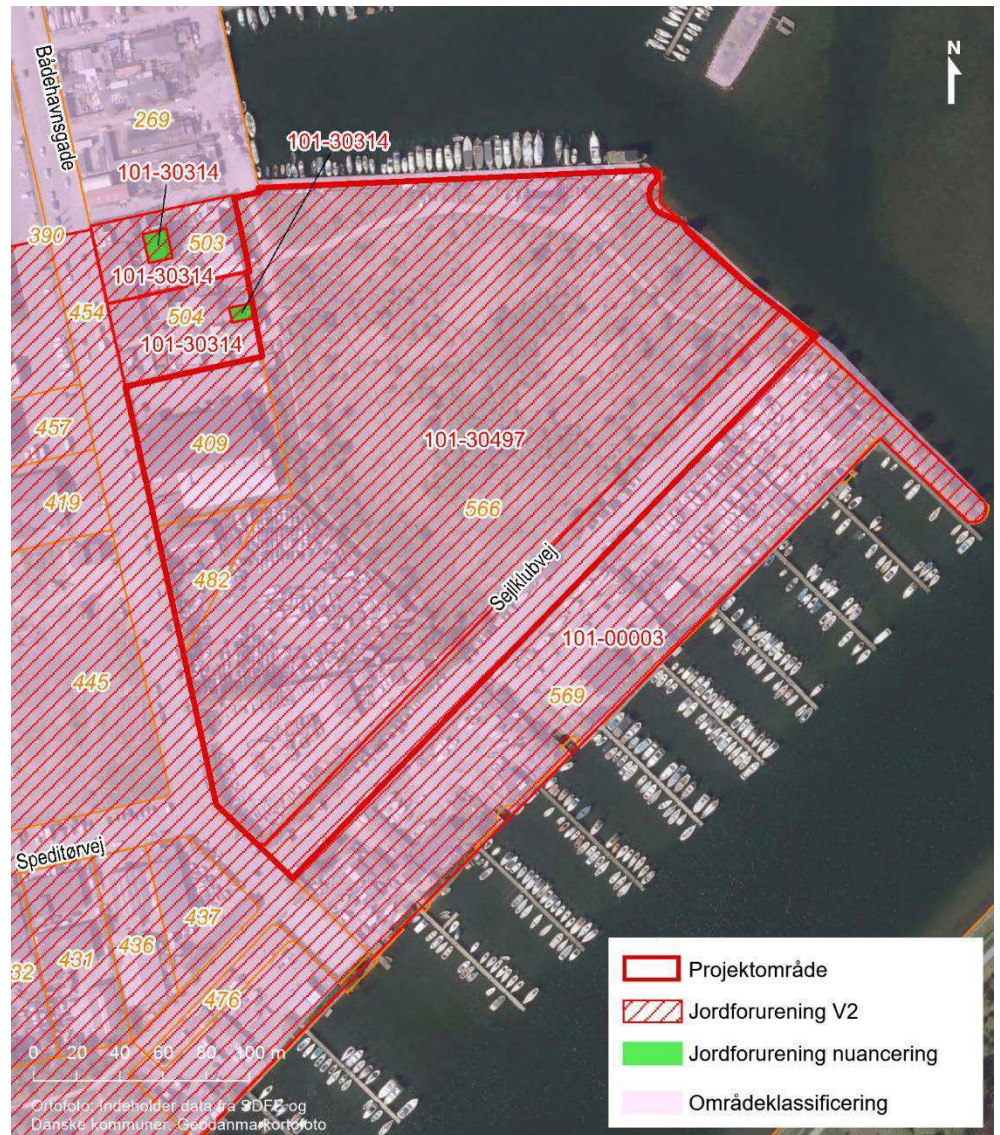 Bådehavnsgade
N
269
101-30314
101-30314
390
503
101-30314
454
504
101-30314
457
409
101-30497
419
566
482
Sejlklubvej
101-00003
445
569
Speditørvej
437
436
431
32
476
0 20 40 60 80 100 m
Ortofoto: Indeholder data fra SDFE og
Danske kommuner. Geodanmarkortofoto
Projektområde
Jordforurening V2
Jordforurening nuancering
Områdeklassificering